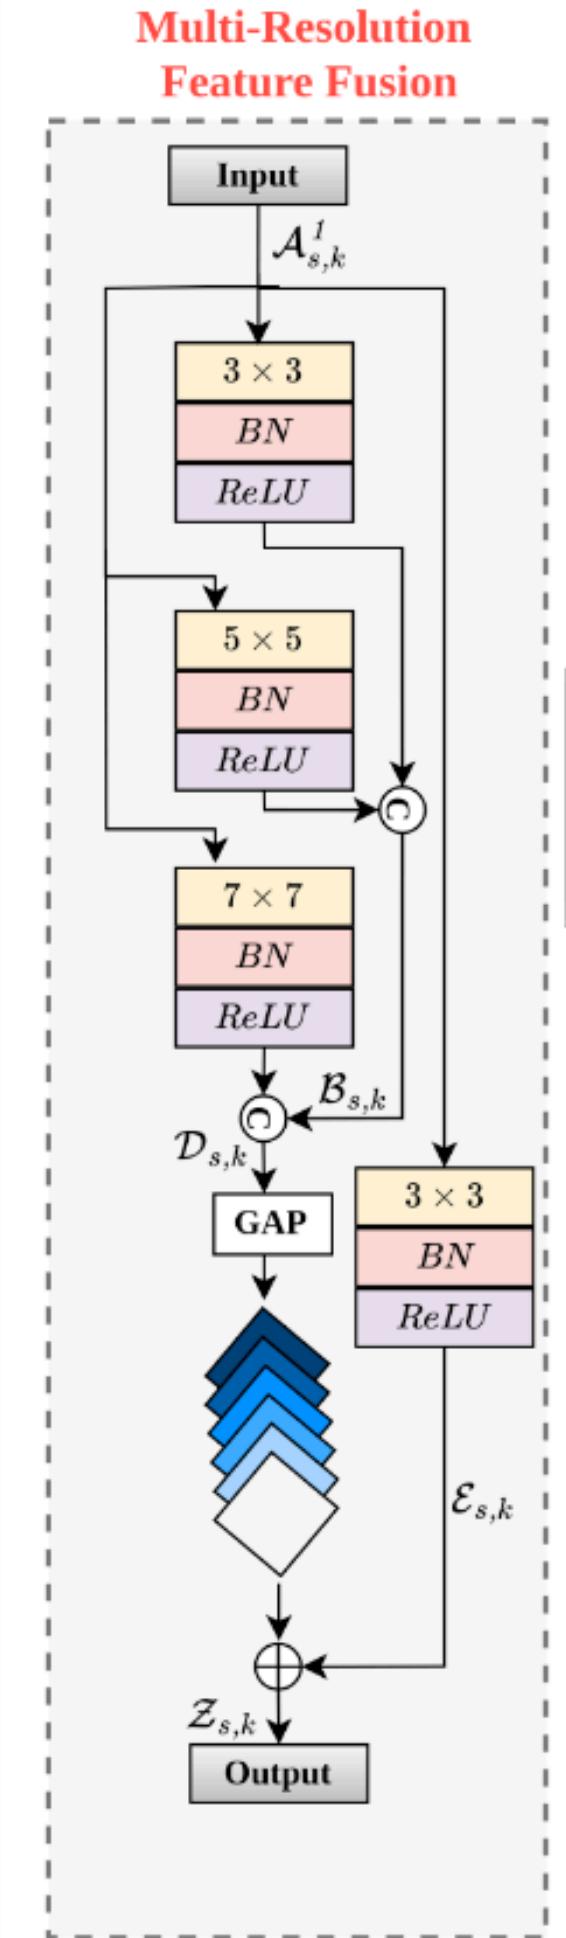 Multi-Resolution
Feature Fusion
Input
𝒜¹ₛ,ₖ
3 × 3
BN
ReLU
5 × 5
BN
ReLU
C
7 × 7
BN
ReLU
ℬₛ,ₖ
C
𝒟ₛ,ₖ
GAP
3 × 3
BN
ReLU
ℰₛ,ₖ
𝒵ₛ,ₖ
Output